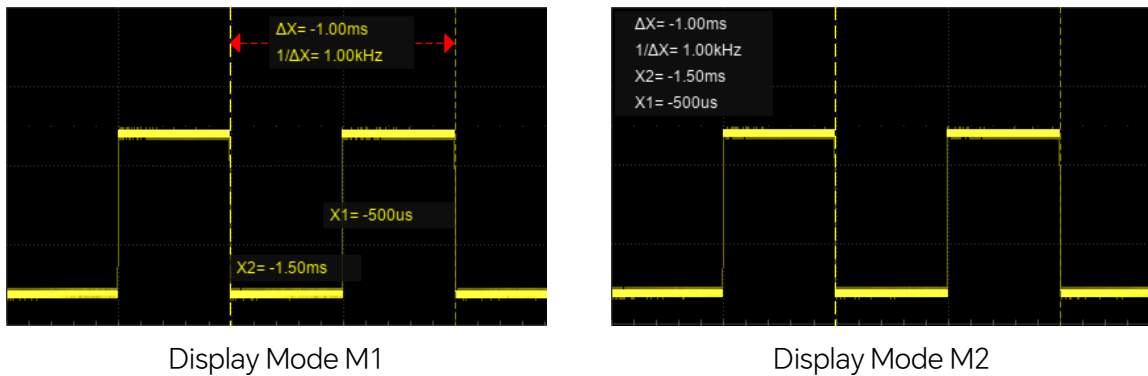 ΔX= -1.00ms
1/ΔX= 1.00kHz
X1= -500us
X2= -1.50ms
Display Mode M1
ΔX= -1.00ms
1/ΔX= 1.00kHz
X2= -1.50ms
X1= -500us
Display Mode M2